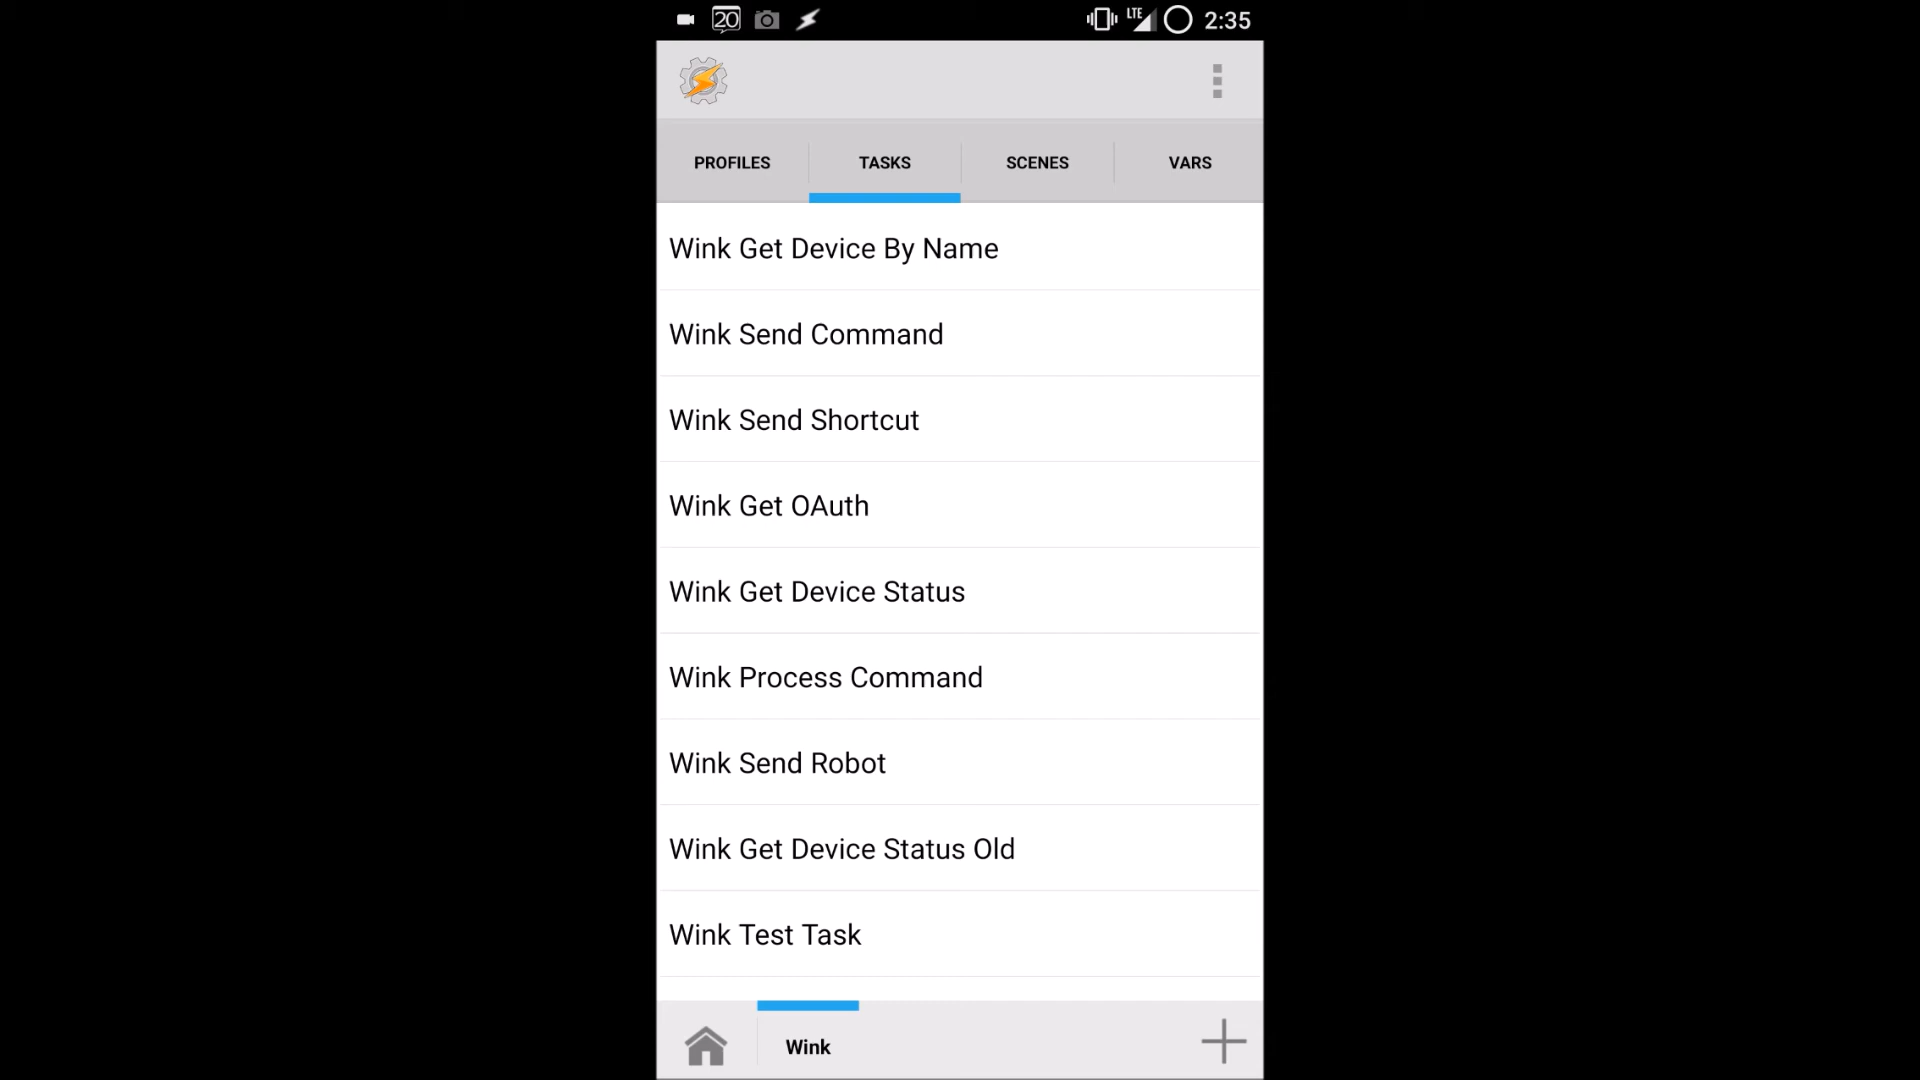 20 LTE 2:35
PROFILES TASKS SCENES VARS
Wink Get Device By Name
Wink Send Command
Wink Send Shortcut
Wink Get OAuth
Wink Get Device Status
Wink Process Command
Wink Send Robot
Wink Get Device Status Old
Wink Test Task
Wink